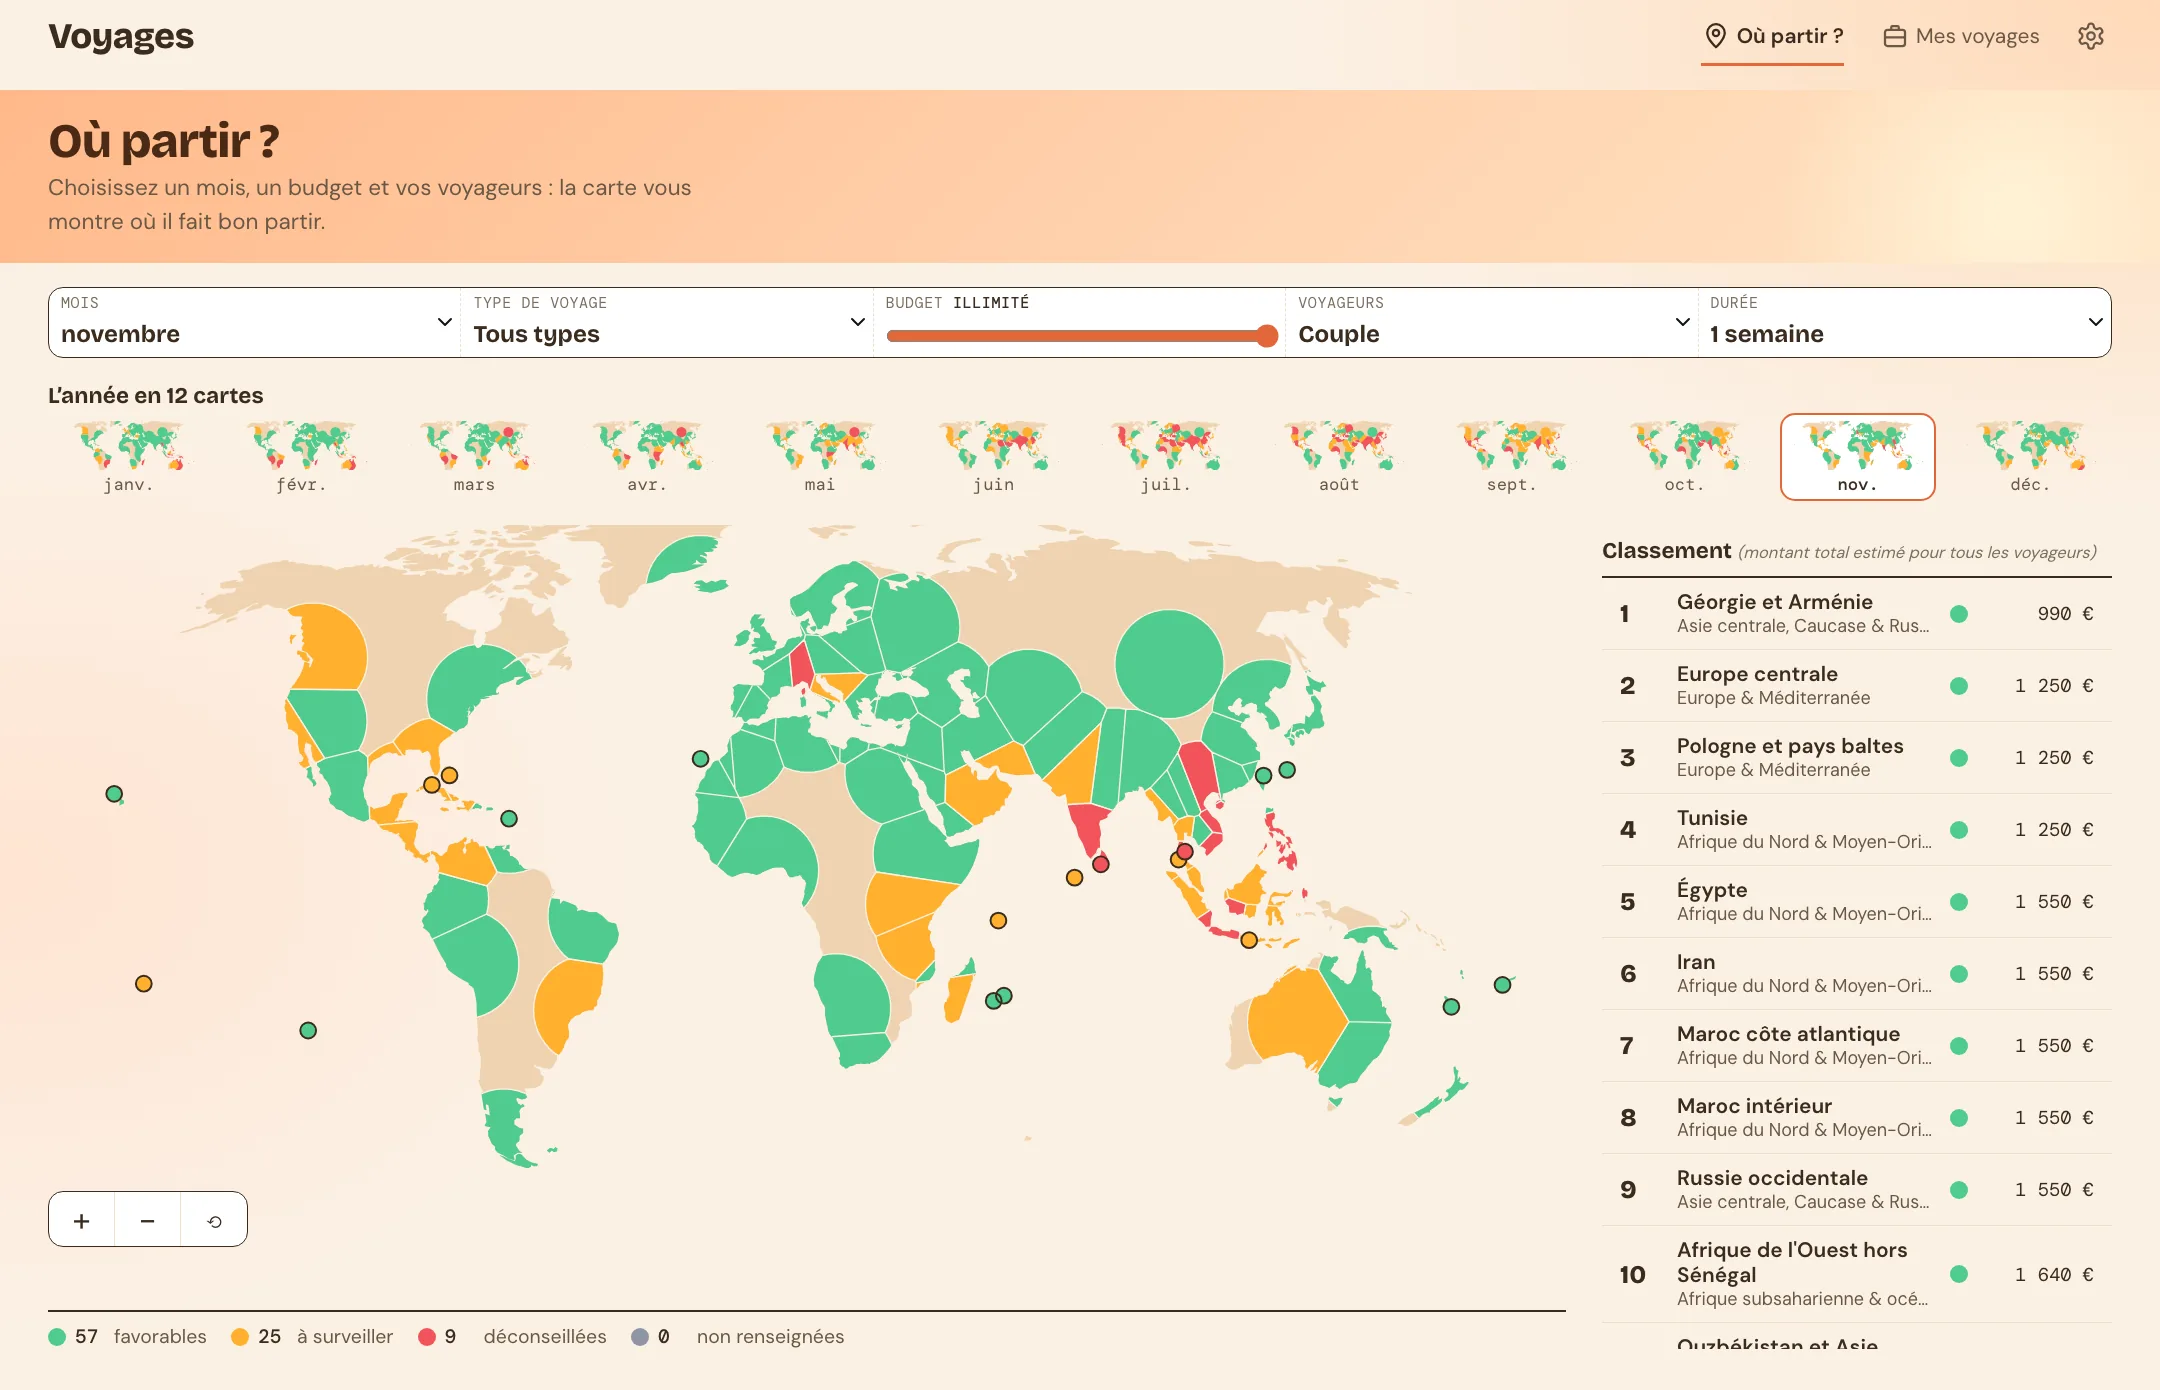 Voyages
Où partir ?
Mes voyages
Où partir ?
Choisissez un mois, un budget et vos voyageurs : la carte vous
montre où il fait bon partir.
MOIS
novembre
TYPE DE VOYAGE
Tous types
BUDGET ILLIMITÉ
VOYAGEURS
Couple
DURÉE
1 semaine
L'année en 12 cartes
janv.
févr.
mars
avr.
mai
juin
juil.
août
sept.
oct.
nov.
déc.
Classement (montant total estimé pour tous les voyageurs)
1
Géorgie et Arménie
Asie centrale, Caucase & Rus...
990 €
2
Europe centrale
Europe & Méditerranée
1 250 €
3
Pologne et pays baltes
Europe & Méditerranée
1 250 €
4
Tunisie
Afrique du Nord & Moyen-Ori...
1 250 €
5
Égypte
Afrique du Nord & Moyen-Ori...
1 550 €
6
Iran
Afrique du Nord & Moyen-Ori...
1 550 €
7
Maroc côte atlantique
Afrique du Nord & Moyen-Ori...
1 550 €
8
Maroc intérieur
Afrique du Nord & Moyen-Ori...
1 550 €
9
Russie occidentale
Asie centrale, Caucase & Rus...
1 550 €
10
Afrique de l'Ouest hors
Sénégal
Afrique subsaharienne & océ...
1 640 €
Ouzbékistan et Asie
+ −
57 favorables
25 à surveiller
9 déconseillées
0 non renseignées